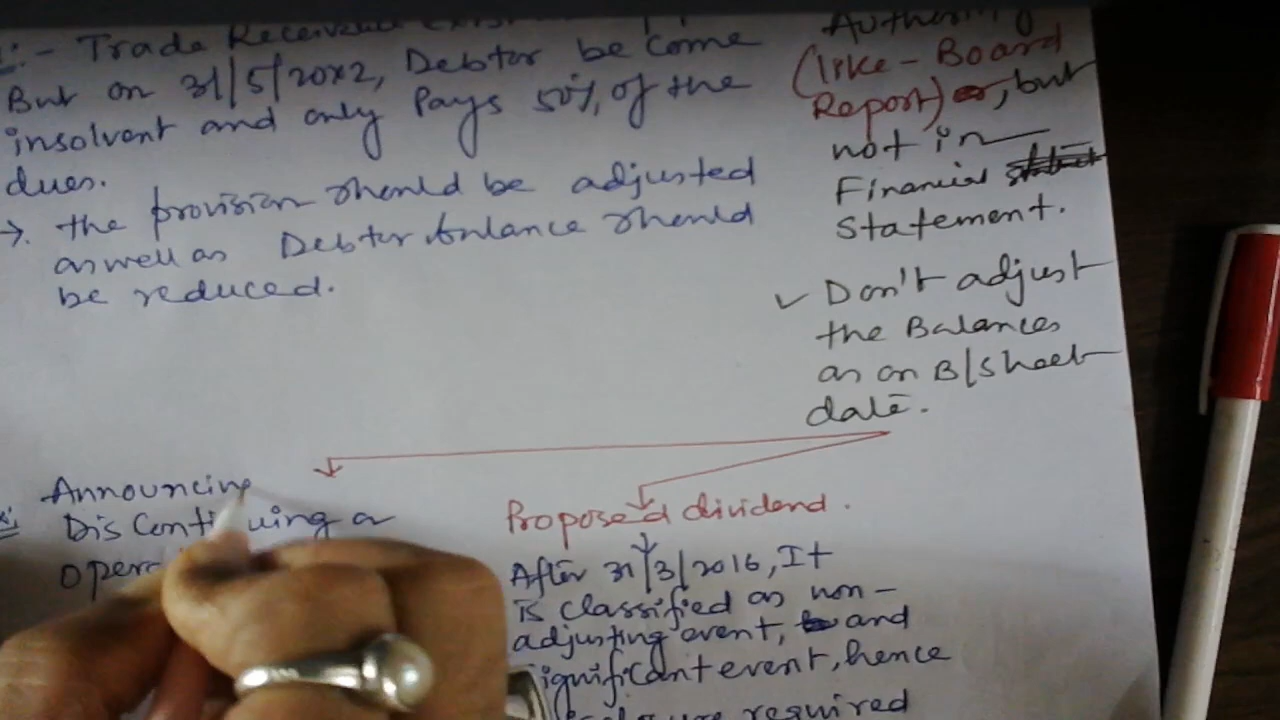 :- Trade
But on 31/5/20x2, Debtor become
insolvent and only Pays 50% of the
dues.
→. the provision should be adjusted
as well as Debtor balance should
be reduced.
(like - Board
Report) or, but
not in
Financial
Statement.
✓ Don't adjust
the Balances
as on B/Sheet
date.
Announcing
DisContinuing a
Proposed dividend.
After 31/3/2016, It
is classified as non-
adjusting event, and
significant event, hence
required